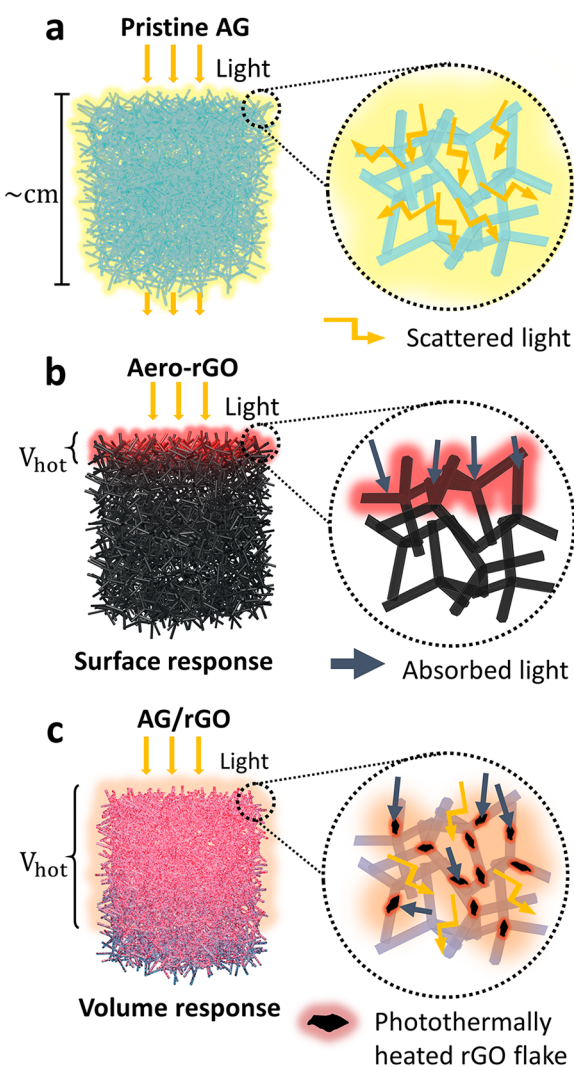 a
Pristine AG
Light
~cm
Scattered light
b
Aero-rGO
Light
Vhot
Surface response
Absorbed light
c
AG/rGO
Light
Vhot
Volume response
Photothermally
heated rGO flake